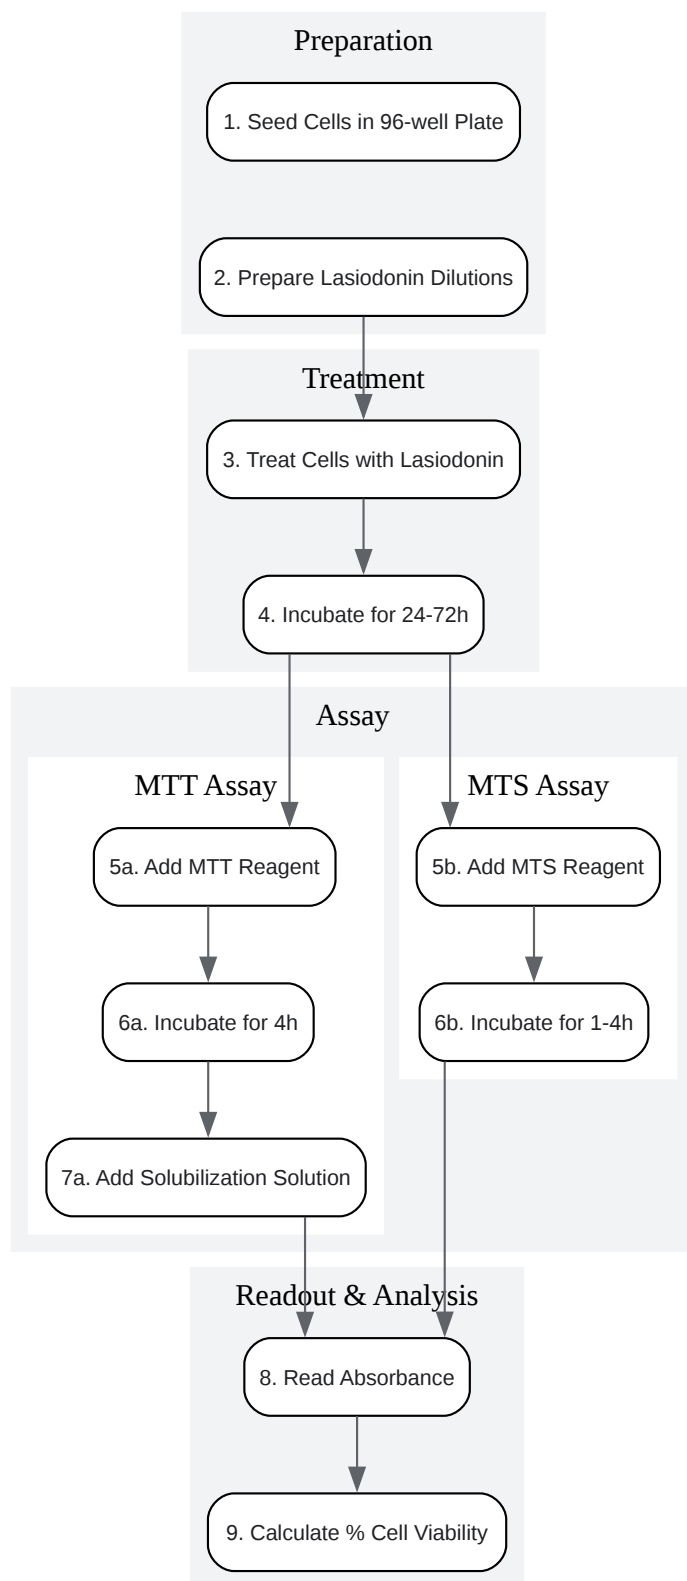 Preparation
1. Seed Cells in 96-well Plate
2. Prepare Lasiodonin Dilutions
Treatment
3. Treat Cells with Lasiodonin
4. Incubate for 24-72h
Assay
MTT Assay
5a. Add MTT Reagent
6a. Incubate for 4h
7a. Add Solubilization Solution
MTS Assay
5b. Add MTS Reagent
6b. Incubate for 1-4h
Readout & Analysis
8. Read Absorbance
9. Calculate % Cell Viability